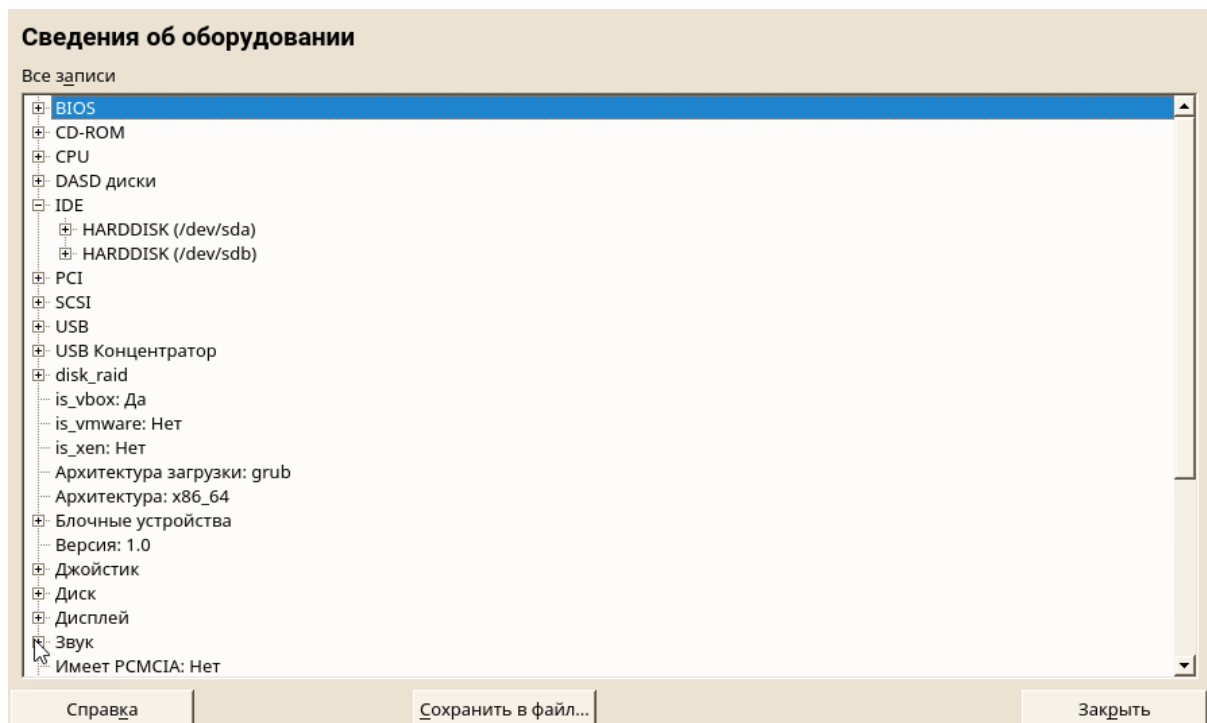 Сведения об оборудовании
Все записи
BIOS
CD-ROM
CPU
DASD диски
IDE
HARDDISK (/dev/sda)
HARDDISK (/dev/sdb)
PCI
SCSI
USB
USB Концентратор
disk_raid
is_vbox: Да
is_vmware: Нет
is_xen: Нет
Архитектура загрузки: grub
Архитектура: x86_64
Блочные устройства
Версия: 1.0
Джойстик
Диск
Дисплей
Звук
Имеет PCMCIA: Нет
Справка Сохранить в файл... Закрыть